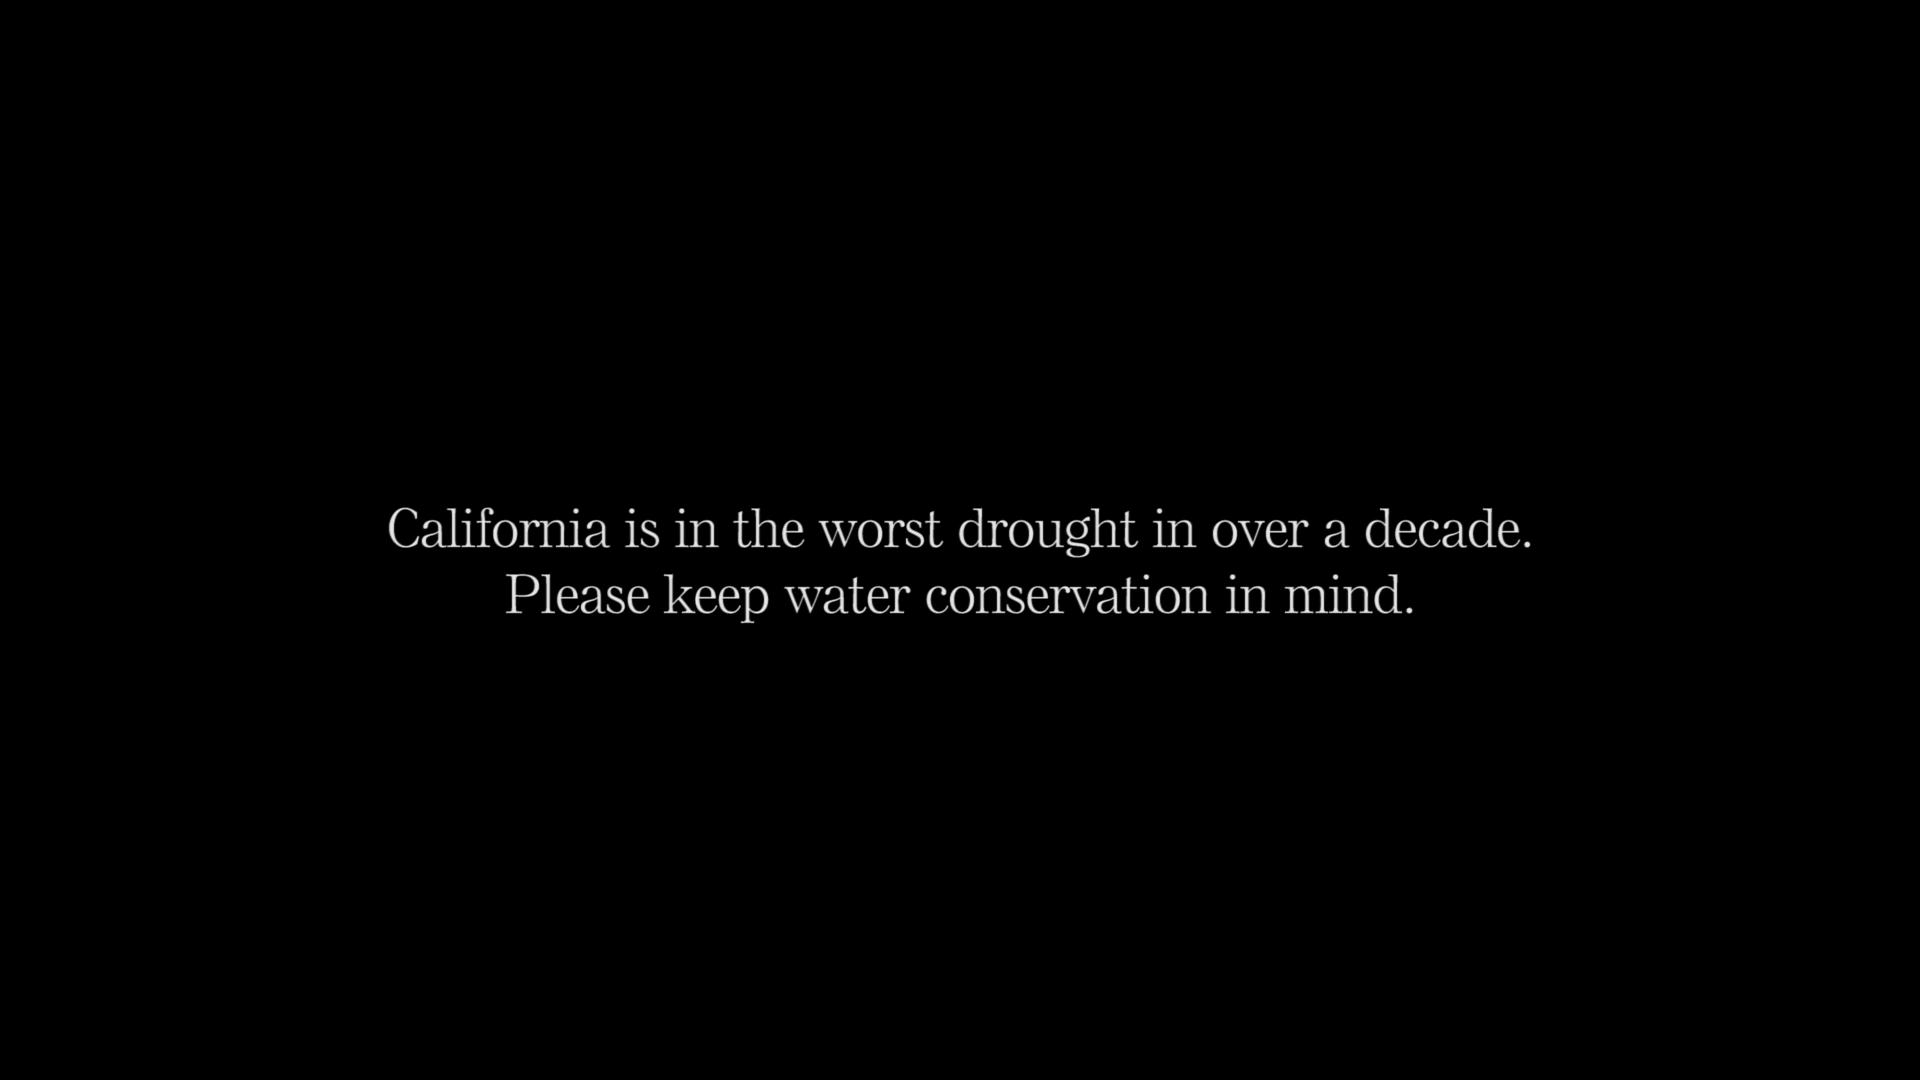 California is in the worst drought in over a decade.
Please keep water conservation in mind.